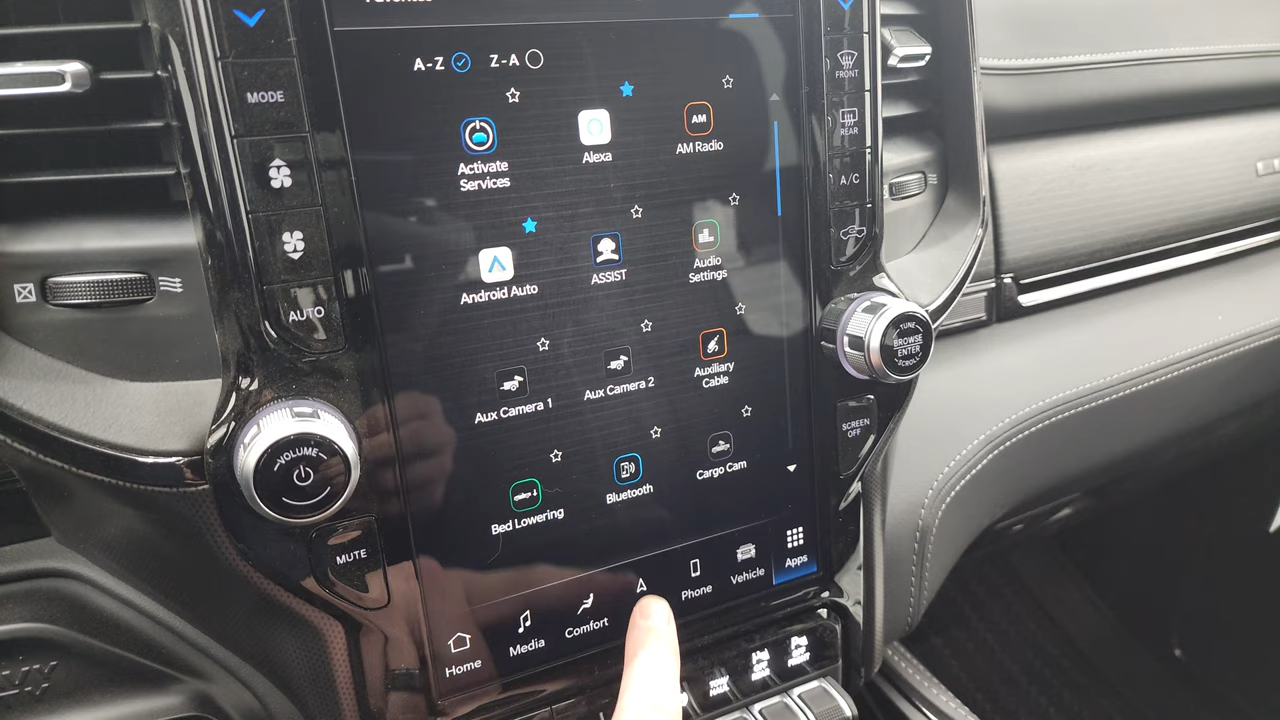 A-Z Z-A
Activate
Services
Alexa
AM
AM Radio
Android Auto
ASSIST
Audio
Settings
Aux Camera 1
Aux Camera 2
Auxiliary
Cable
Bed Lowering
Bluetooth
Cargo Cam
Home
Media
Comfort
Phone
Vehicle
Apps
MODE
AUTO
VOLUME
MUTE
FRONT
REAR
A/C
TUNE
BROWSE
ENTER
SCROLL
SCREEN
OFF